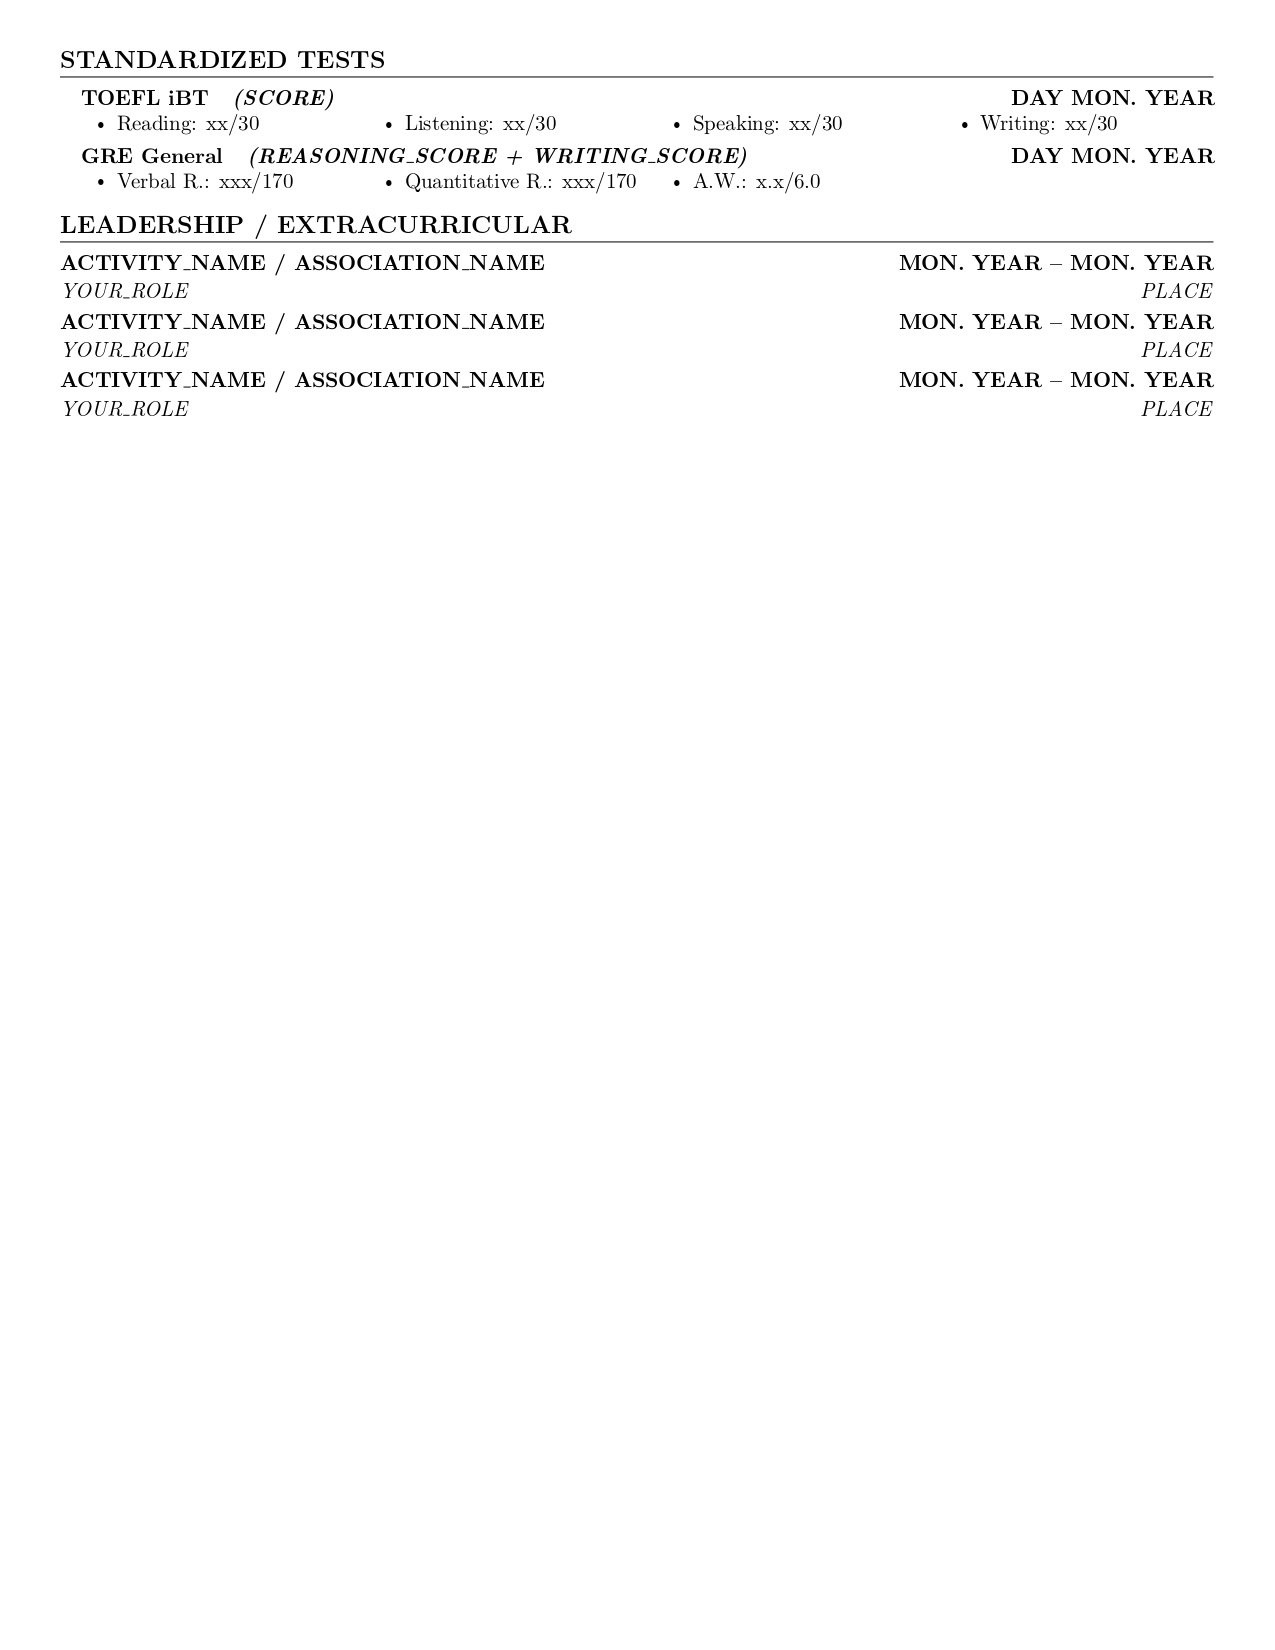 STANDARDIZED TESTS
TOEFL iBT (SCORE) DAY MON. YEAR
• Reading: xx/30 • Listening: xx/30 • Speaking: xx/30 • Writing: xx/30
GRE General (REASONING_SCORE + WRITING_SCORE) DAY MON. YEAR
• Verbal R.: xxx/170 • Quantitative R.: xxx/170 • A.W.: x.x/6.0
LEADERSHIP / EXTRACURRICULAR
ACTIVITY_NAME / ASSOCIATION_NAME MON. YEAR – MON. YEAR
YOUR_ROLE PLACE
ACTIVITY_NAME / ASSOCIATION_NAME MON. YEAR – MON. YEAR
YOUR_ROLE PLACE
ACTIVITY_NAME / ASSOCIATION_NAME MON. YEAR – MON. YEAR
YOUR_ROLE PLACE